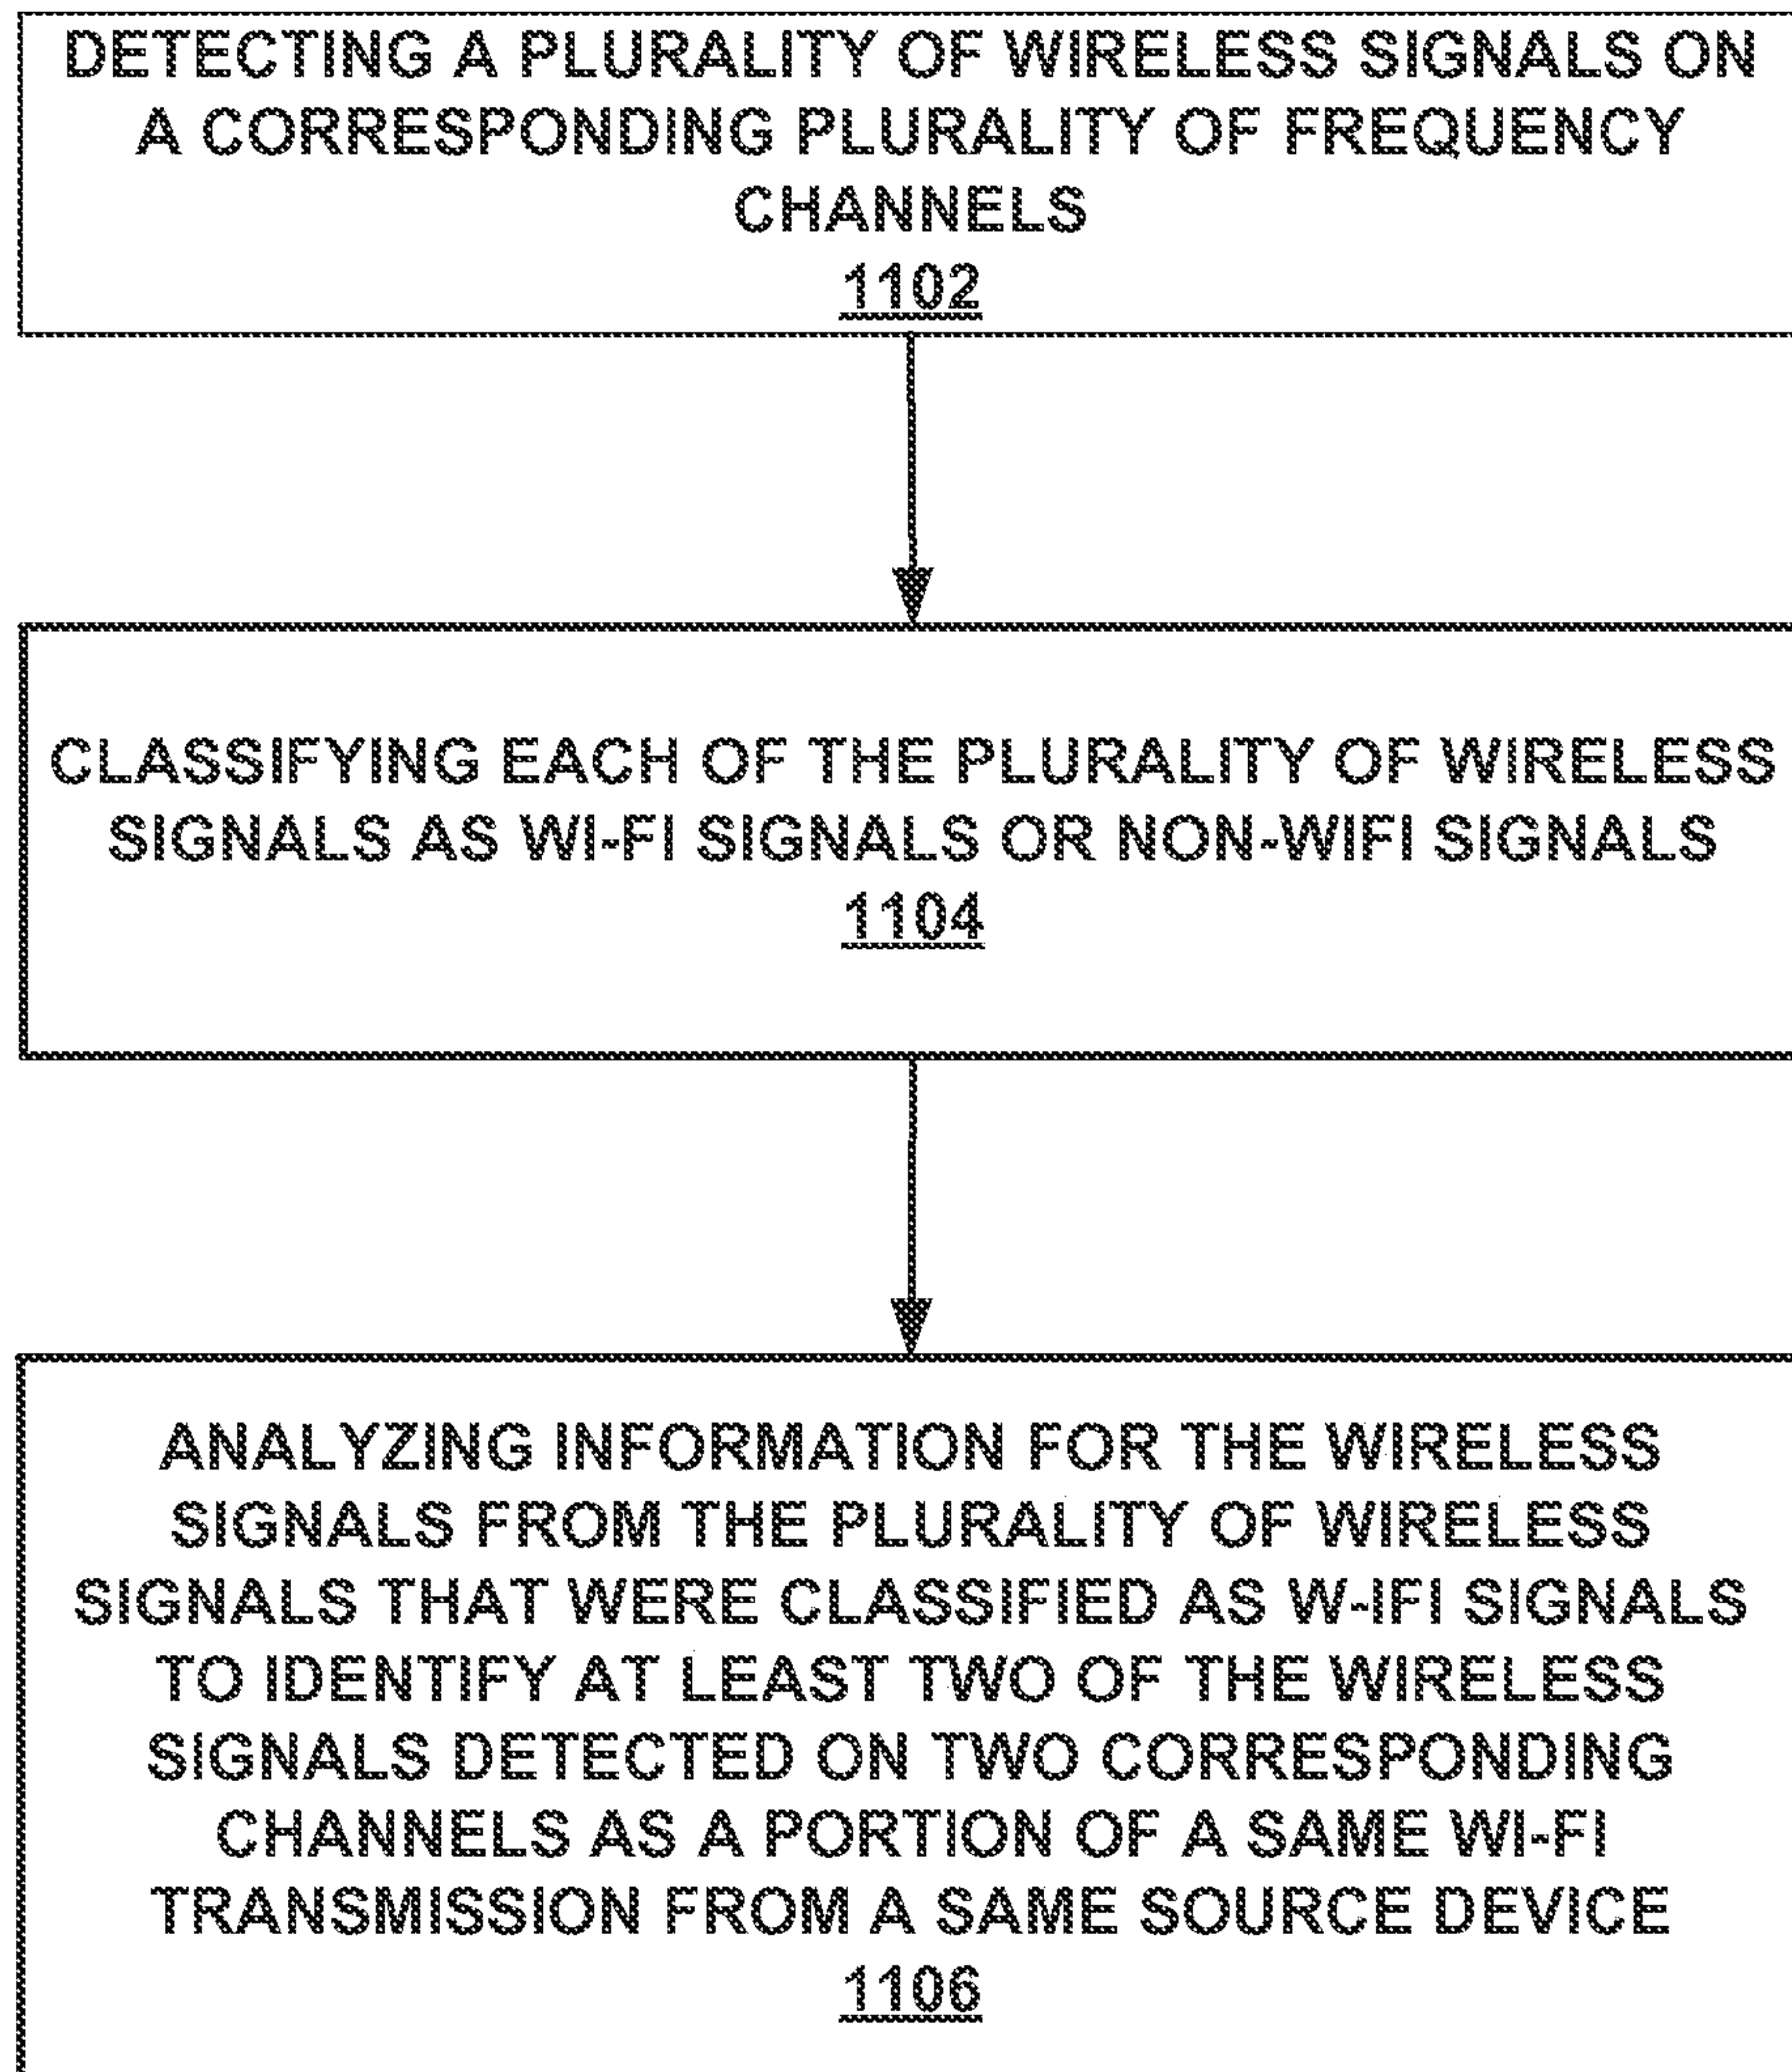 DETECTING A PLURALITY OF WIRELESS SIGNALS ON
A CORRESPONDING PLURALITY OF FREQUENCY
CHANNELS
1102
CLASSIFYING EACH OF THE PLURALITY OF WIRELESS
SIGNALS AS WI-FI SIGNALS OR NON-WIFI SIGNALS
1104
ANALYZING INFORMATION FOR THE WIRELESS
SIGNALS FROM THE PLURALITY OF WIRELESS
SIGNALS THAT WERE CLASSIFIED AS W-IFI SIGNALS
TO IDENTIFY AT LEAST TWO OF THE WIRELESS
SIGNALS DETECTED ON TWO CORRESPONDING
CHANNELS AS A PORTION OF A SAME WI-FI
TRANSMISSION FROM A SAME SOURCE DEVICE
1106